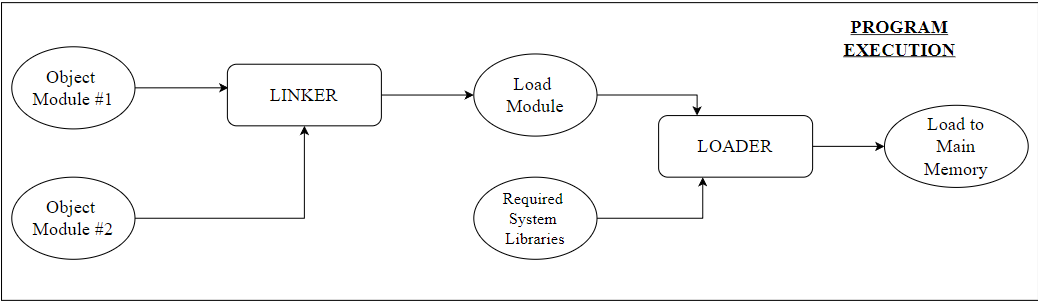 PROGRAM
EXECUTION
Object
Module #1
LINKER
Load
Module
LOADER
Load to
Main
Memory
Object
Module #2
Required
System
Libraries